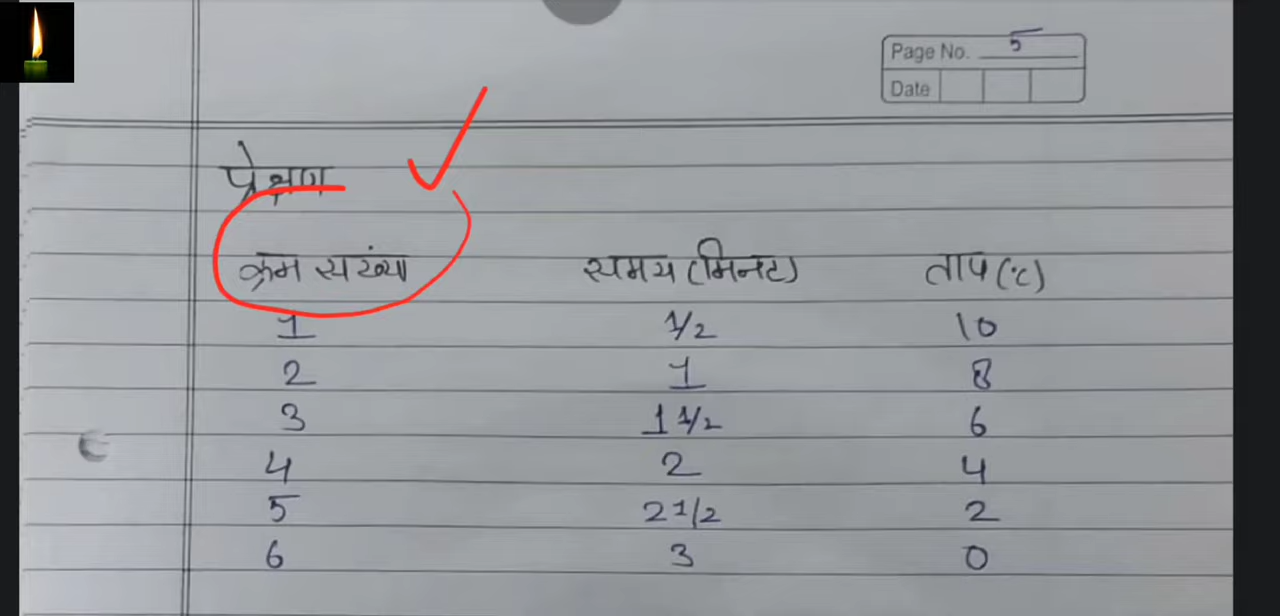 Page No. 5
Date
प्रेक्षण
क्रम सख्ंया समय (मिनट) ताप (°c)
1 1/2 10
2 1 8
3 1 1/2 6
4 2 4
5 2 1/2 2
6 3 0